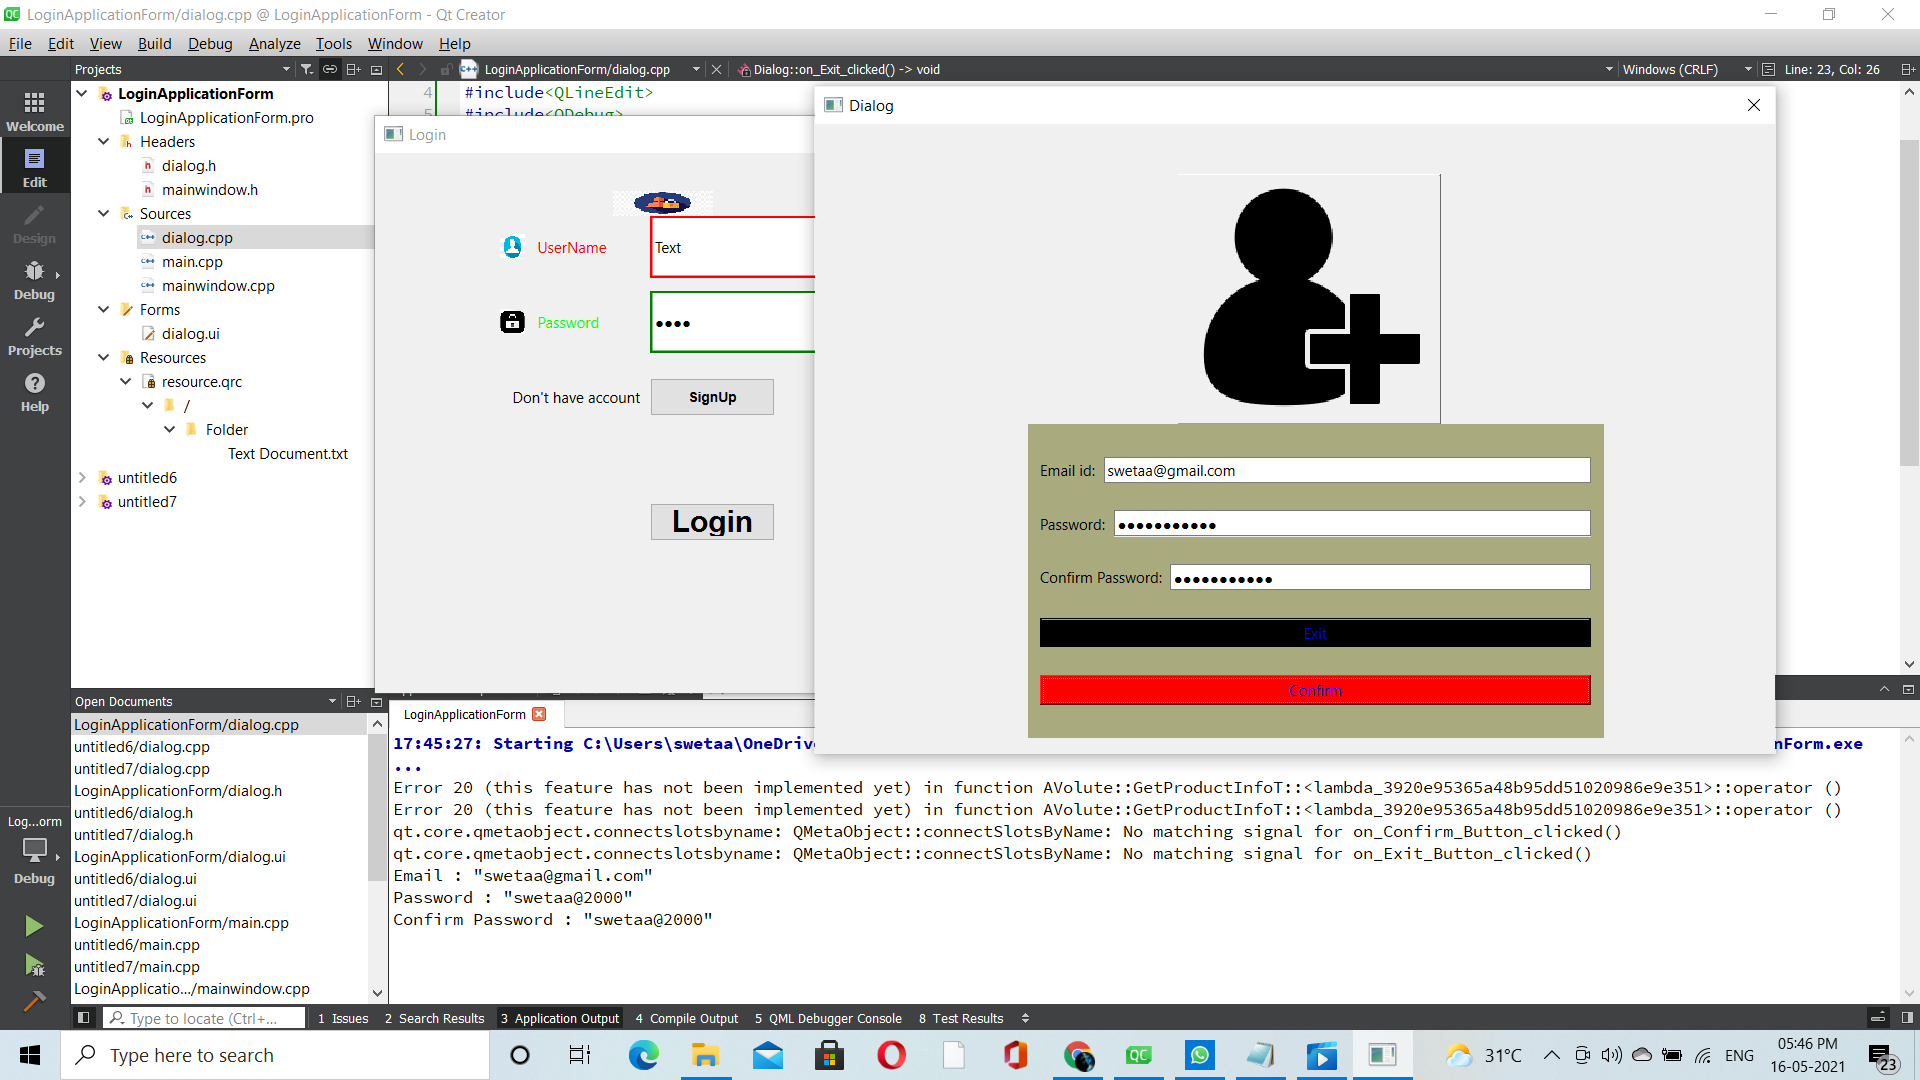 LoginApplicationForm/dialog.cpp @ LoginApplicationForm - Qt Creator
File Edit View Build Debug Analyze Tools Window Help
Projects
LoginApplicationForm/dialog.cpp
Dialog::on_Exit_clicked() -> void
Windows (CRLF)
Line: 23, Col: 26
Welcome
Edit
Design
Debug
Projects
Help
LoginApplicationForm
LoginApplicationForm.pro
Headers
dialog.h
mainwindow.h
Sources
dialog.cpp
main.cpp
mainwindow.cpp
Forms
dialog.ui
Resources
resource.qrc
/
Folder
Text Document.txt
untitled6
untitled7
4 #include<QLineEdit>
5 #include<QDebug>
Login
UserName
Text
Password
●●●●
Don't have account
SignUp
Login
Dialog
Email id:
swetaa@gmail.com
Password:
●●●●●●●●●●●
Confirm Password:
●●●●●●●●●●●
Exit
Confirm
Open Documents
LoginApplicationForm/dialog.cpp
untitled6/dialog.cpp
untitled7/dialog.cpp
LoginApplicationForm/dialog.h
untitled6/dialog.h
untitled7/dialog.h
LoginApplicationForm/dialog.ui
untitled6/dialog.ui
untitled7/dialog.ui
LoginApplicationForm/main.cpp
untitled6/main.cpp
untitled7/main.cpp
LoginApplicatio.../mainwindow.cpp
Log...orm
Debug
LoginApplicationForm
17:45:27: Starting C:\Users\swetaa\OneDriv
nForm.exe
...
Error 20 (this feature has not been implemented yet) in function AVolute::GetProductInfoT::<lambda_3920e95365a48b95dd51020986e9e351>::operator ()
Error 20 (this feature has not been implemented yet) in function AVolute::GetProductInfoT::<lambda_3920e95365a48b95dd51020986e9e351>::operator ()
qt.core.qmetaobject.connectslotsbyname: QMetaObject::connectSlotsByName: No matching signal for on_Confirm_Button_clicked()
qt.core.qmetaobject.connectslotsbyname: QMetaObject::connectSlotsByName: No matching signal for on_Exit_Button_clicked()
Email : "swetaa@gmail.com"
Password : "swetaa@2000"
Confirm Password : "swetaa@2000"
Type to locate (Ctrl+...
1 Issues
2 Search Results
3 Application Output
4 Compile Output
5 QML Debugger Console
8 Test Results
Type here to search
31°C
ENG
05:46 PM
16-05-2021
23